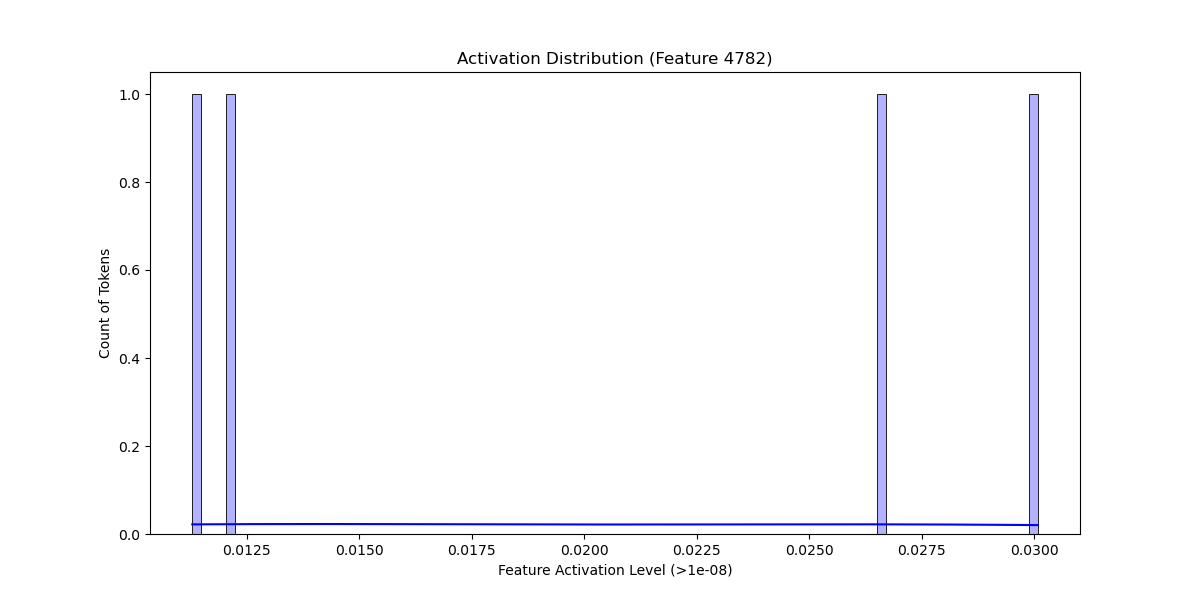 Activation Distribution (Feature 4782)
1.0
0.8
0.6
0.4
0.2
0.0
Count of Tokens
0.0125 0.0150 0.0175 0.0200 0.0225 0.0250 0.0275 0.0300
Feature Activation Level (>1e-08)